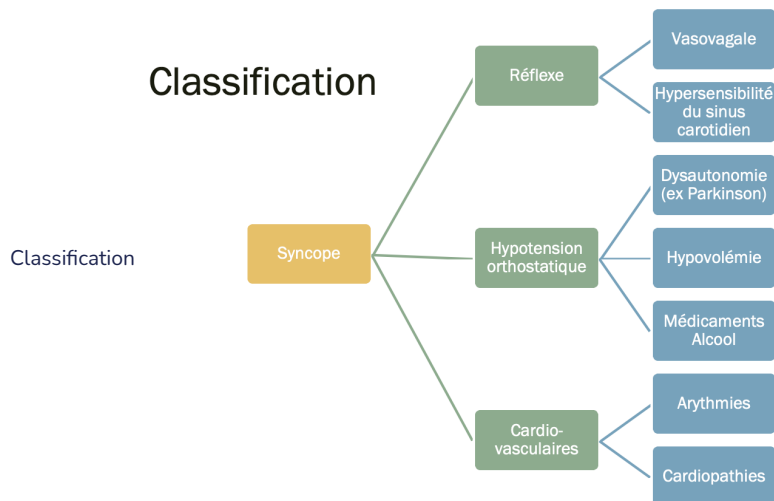 Classification
Classification
Syncope
Réflexe
Vasovagale
Hypersensibilité
du sinus
carotidien
Hypotension
orthostatique
Dysautonomie
(ex Parkinson)
Hypovolémie
Médicaments
Alcool
Cardio-
vasculaires
Arythmies
Cardiopathies